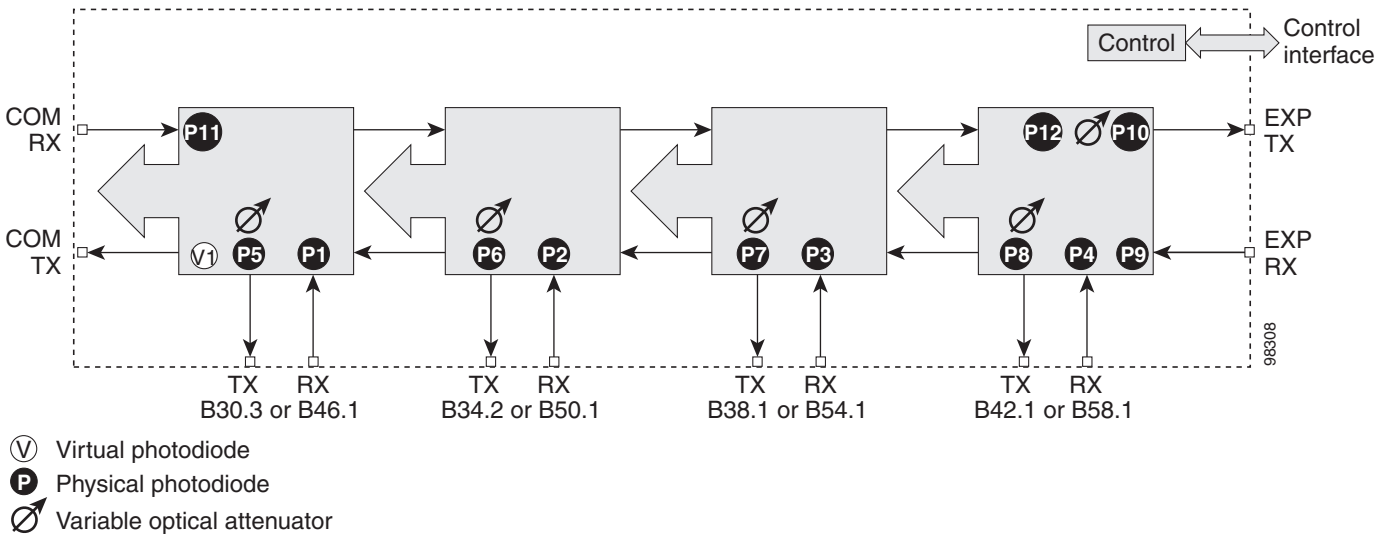 Control
Control
interface
COM
RX
P11
P12
P10
EXP
TX
COM
TX
V1
P5
P1
P6
P2
P7
P3
P8
P4
P9
EXP
RX
98308
TX RX
B30.3 or B46.1
TX RX
B34.2 or B50.1
TX RX
B38.1 or B54.1
TX RX
B42.1 or B58.1
V Virtual photodiode
P Physical photodiode
Variable optical attenuator